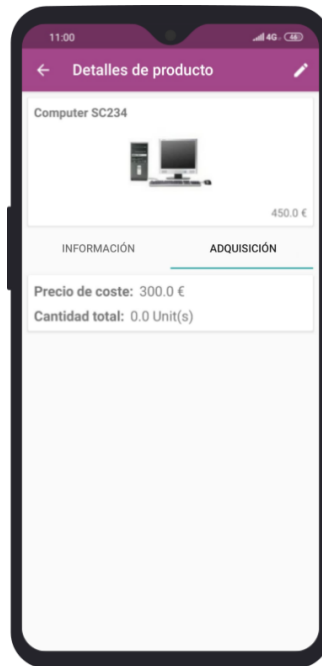 11:00
4G
Detalles de producto
Computer SC234
450.0 €
INFORMACIÓN
ADQUISICIÓN
Precio de coste: 300.0 €
Cantidad total: 0.0 Unit(s)